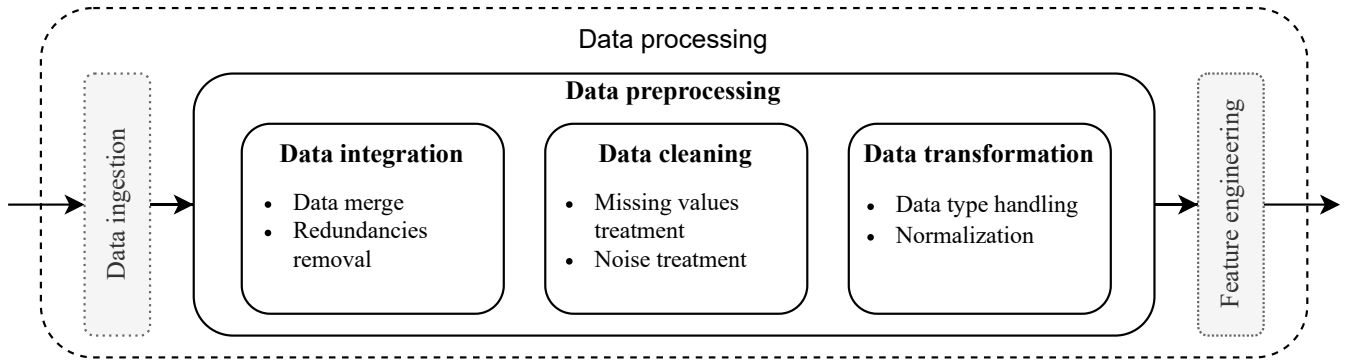 Data processing
Data ingestion
Data preprocessing
Data integration
• Data merge
• Redundancies
removal
Data cleaning
• Missing values
treatment
• Noise treatment
Data transformation
• Data type handling
• Normalization
Feature engineering